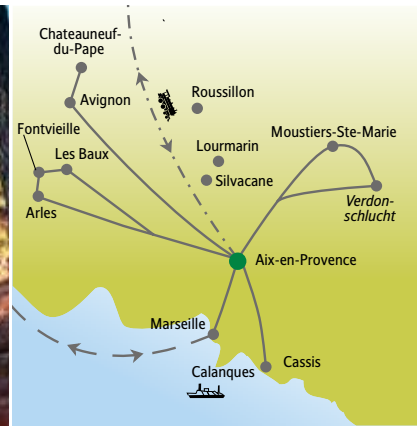 Chateauneuf-
du-Pape
Avignon
Roussillon
Fontvieille
Les Baux
Lourmarin
Moustiers-Ste-Marie
Silvacane
Verdon-
schlucht
Arles
Aix-en-Provence
Marseille
Calanques
Cassis